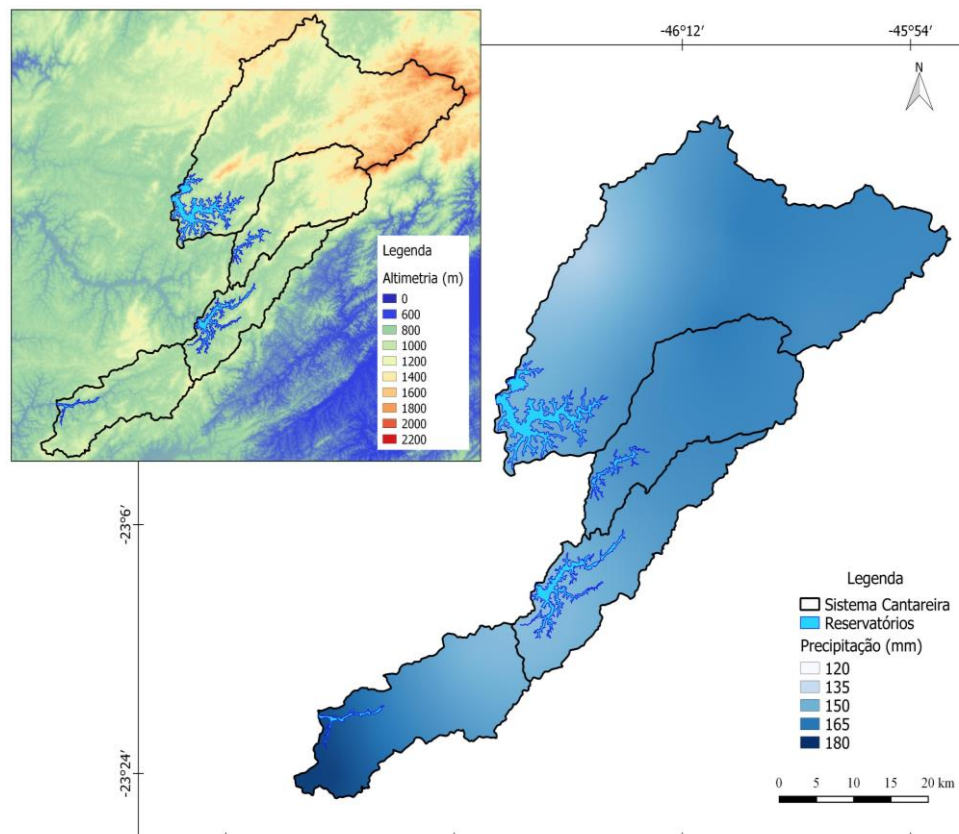 -46°12′
-45°54′
N
Legenda
Altimetria (m)
0
600
800
1000
1200
1400
1600
1800
2000
2200
-23°6′
-23°24′
Legenda
Sistema Cantareira
Reservatórios
Precipitação (mm)
120
135
150
165
180
0 5 10 15 20 km